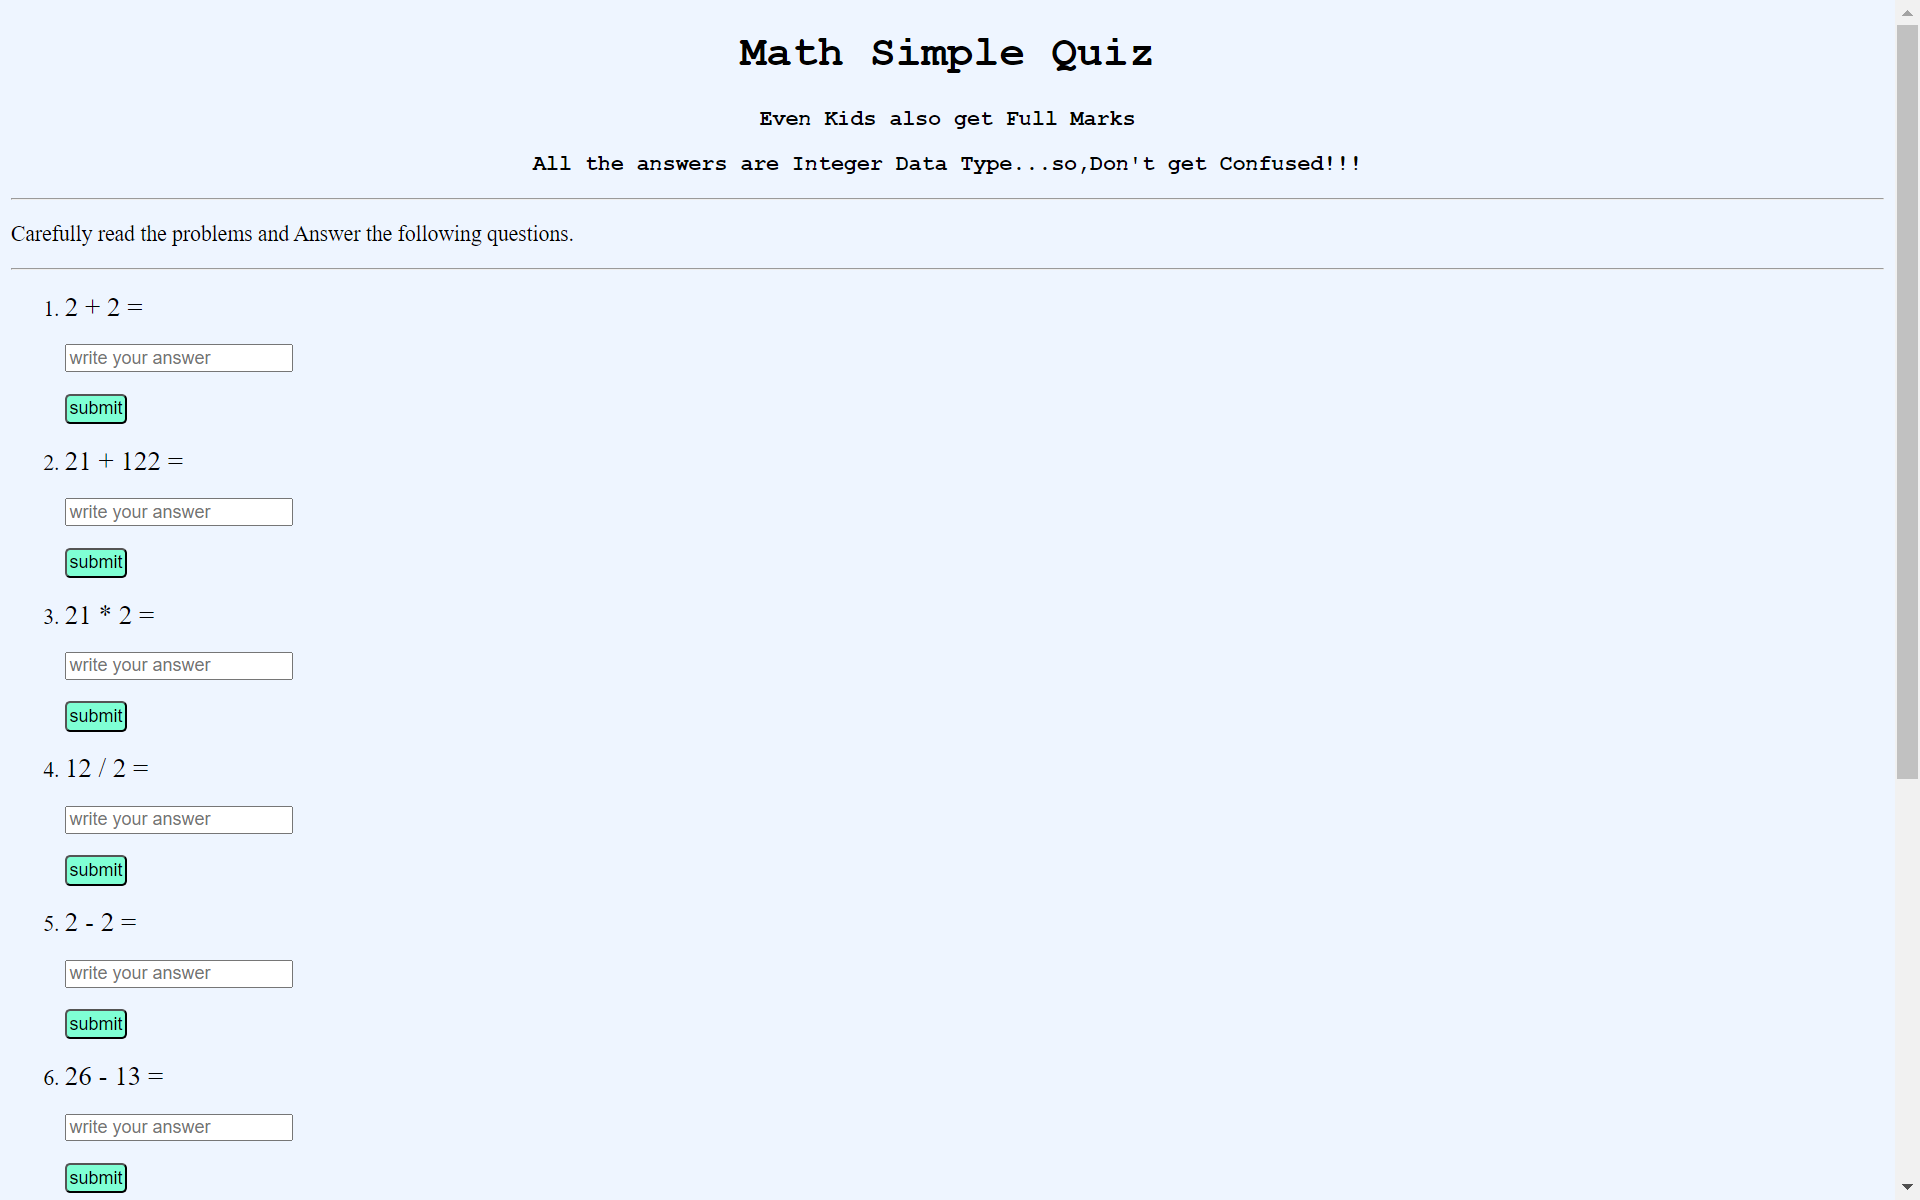 Math Simple Quiz
Even Kids also get Full Marks
All the answers are Integer Data Type...so,Don't get Confused!!!
Carefully read the problems and Answer the following questions.
1. 2 + 2 =
write your answer
submit
2. 21 + 122 =
write your answer
submit
3. 21 * 2 =
write your answer
submit
4. 12 / 2 =
write your answer
submit
5. 2 - 2 =
write your answer
submit
6. 26 - 13 =
write your answer
submit